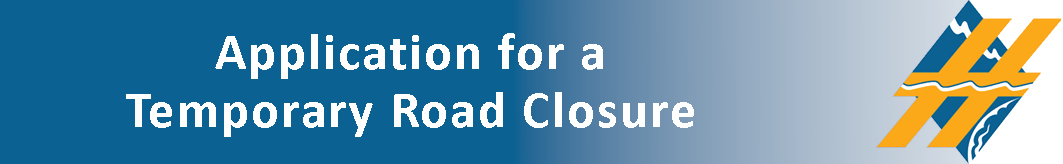 Application for a
Temporary Road Closure